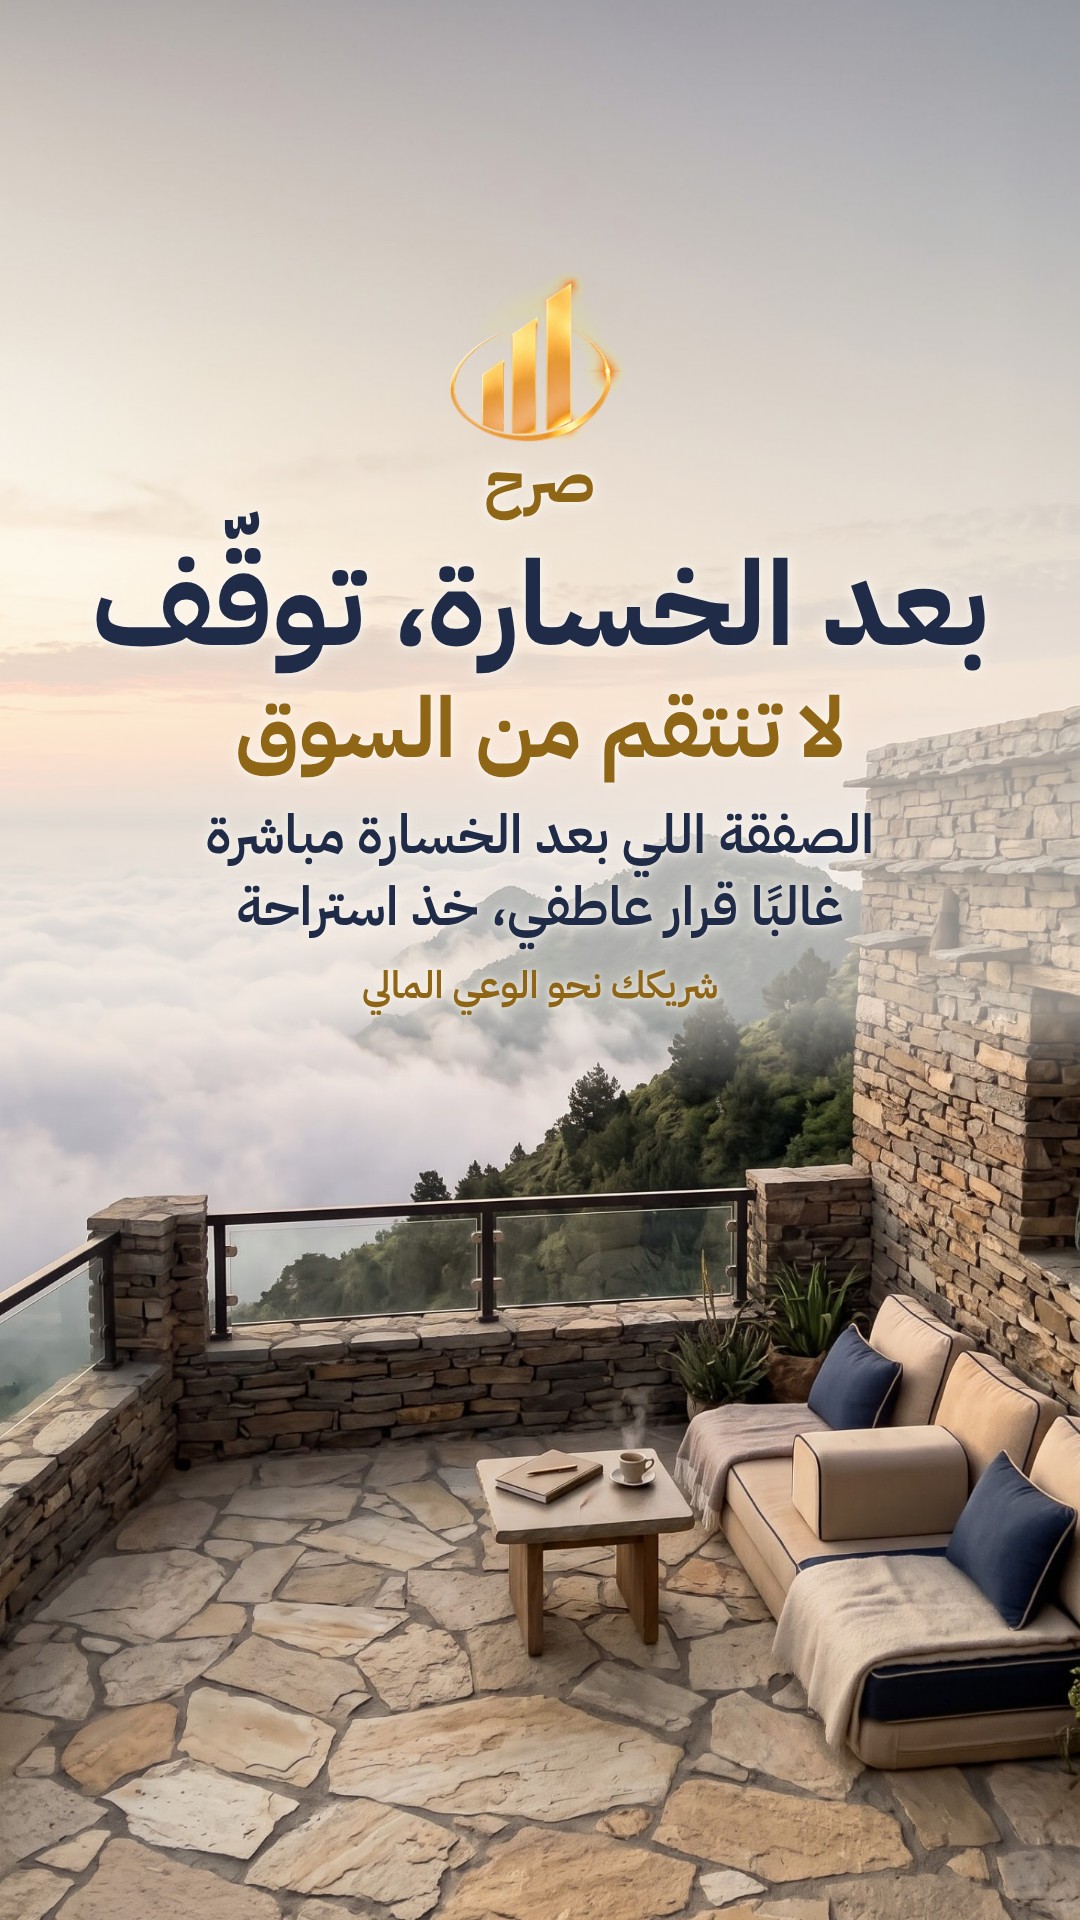 صرح
بعد الخسارة، توقّف
لا تنتقم من السوق
الصفقة اللي بعد الخسارة مباشرة
غالبًا قرار عاطفي، خذ استراحة
شريكك نحو الوعي المالي